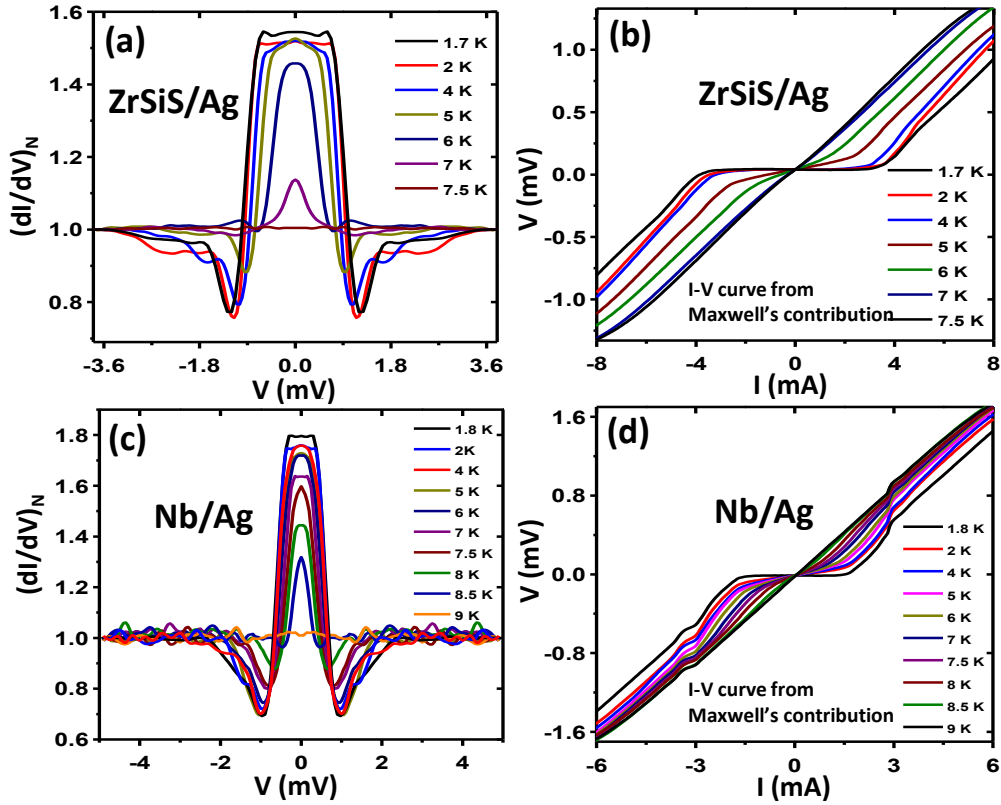 (a)
ZrSiS/Ag
1.7 K
2 K
4 K
5 K
6 K
7 K
7.5 K
(dI/dV)N
1.6
1.4
1.2
1.0
0.8
-3.6
-1.8
0.0
1.8
3.6
V (mV)
(b)
ZrSiS/Ag
1.7 K
2 K
4 K
5 K
6 K
7 K
7.5 K
I-V curve from
Maxwell's contribution
V (mV)
1.0
0.5
0.0
-0.5
-1.0
-8
-4
0
4
8
I (mA)
(c)
Nb/Ag
1.8 K
2K
4 K
5 K
6 K
7 K
7.5 K
8 K
8.5 K
9 K
(dI/dV)N
1.8
1.6
1.4
1.2
1.0
0.8
0.6
-4
-2
0
2
4
V (mV)
(d)
Nb/Ag
1.8 K
2 K
4 K
5 K
6 K
7 K
7.5 K
8 K
8.5 K
9 K
I-V curve from
Maxwell's contribution
V (mV)
1.6
0.8
0.0
-0.8
-1.6
-6
-3
0
3
6
I (mA)